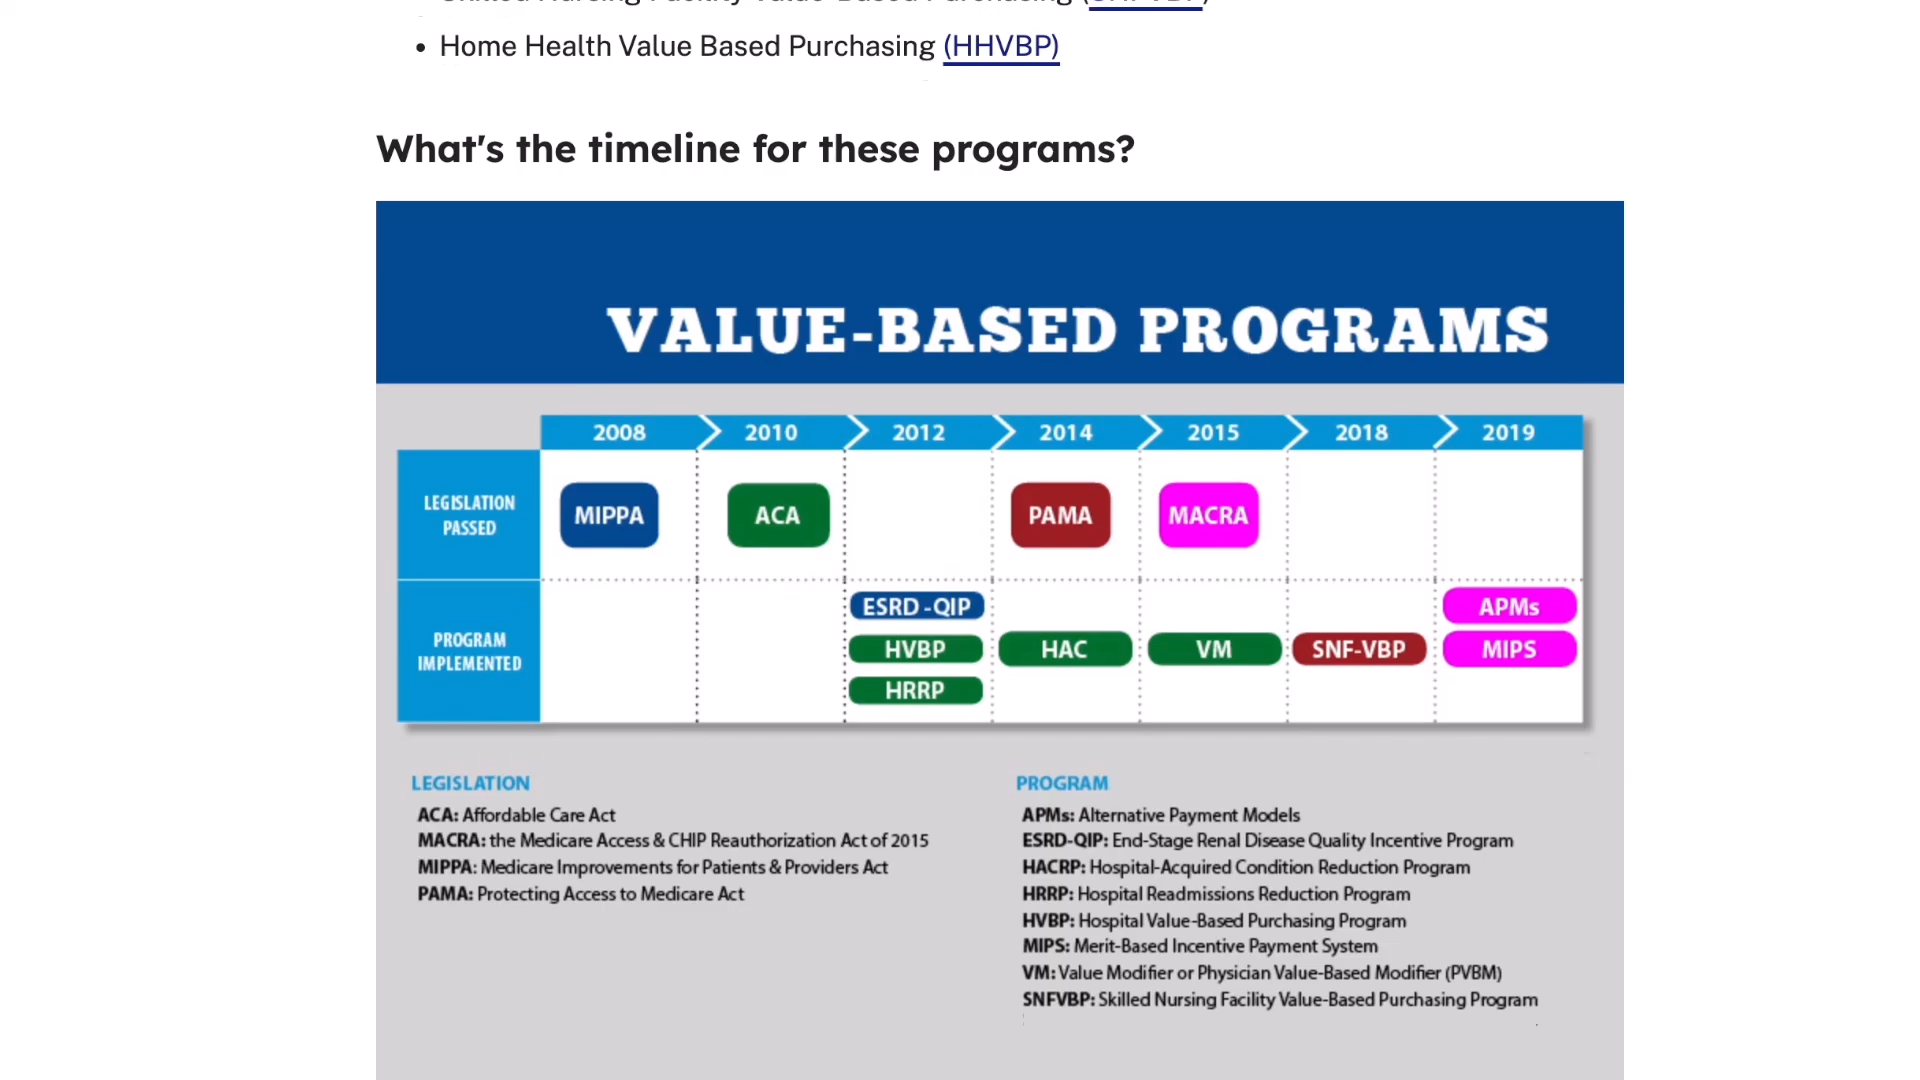 Home Health Value Based Purchasing (HHVBP)
What's the timeline for these programs?
VALUE-BASED PROGRAMS
2008 2010 2012 2014 2015 2018 2019
LEGISLATION
PASSED
MIPPA ACA PAMA MACRA
PROGRAM
IMPLEMENTED
ESRD -QIP APMs
HVBP HAC VM SNF-VBP MIPS
HRRP
LEGISLATION
ACA: Affordable Care Act
MACRA: the Medicare Access & CHIP Reauthorization Act of 2015
MIPPA: Medicare Improvements for Patients & Providers Act
PAMA: Protecting Access to Medicare Act
PROGRAM
APMs: Alternative Payment Models
ESRD-QIP: End-Stage Renal Disease Quality Incentive Program
HACRP: Hospital-Acquired Condition Reduction Program
HRRP: Hospital Readmissions Reduction Program
HVBP: Hospital Value-Based Purchasing Program
MIPS: Merit-Based Incentive Payment System
VM: Value Modifier or Physician Value-Based Modifier (PVBM)
SNFVBP: Skilled Nursing Facility Value-Based Purchasing Program